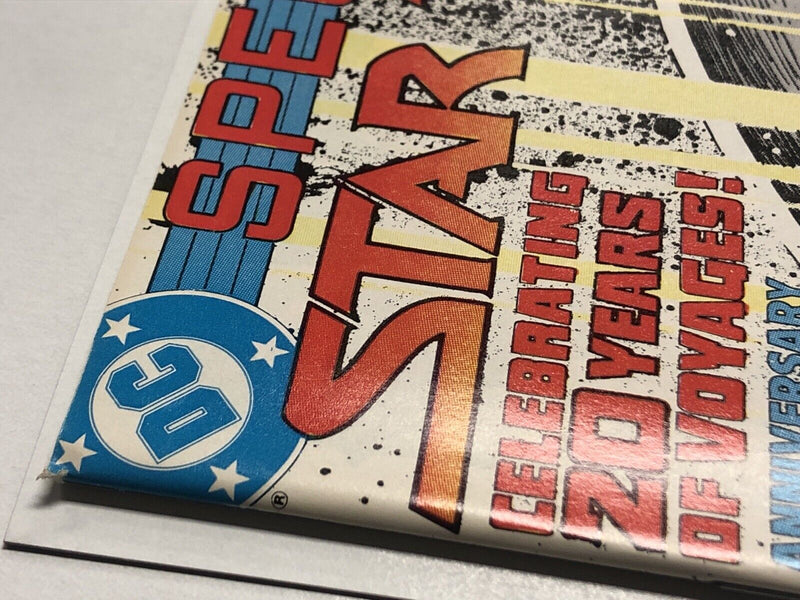 SPE
STAR
DC
®
CELEBRATING
20 YEARS
OF VOYAGES!
ANNIVERSARY